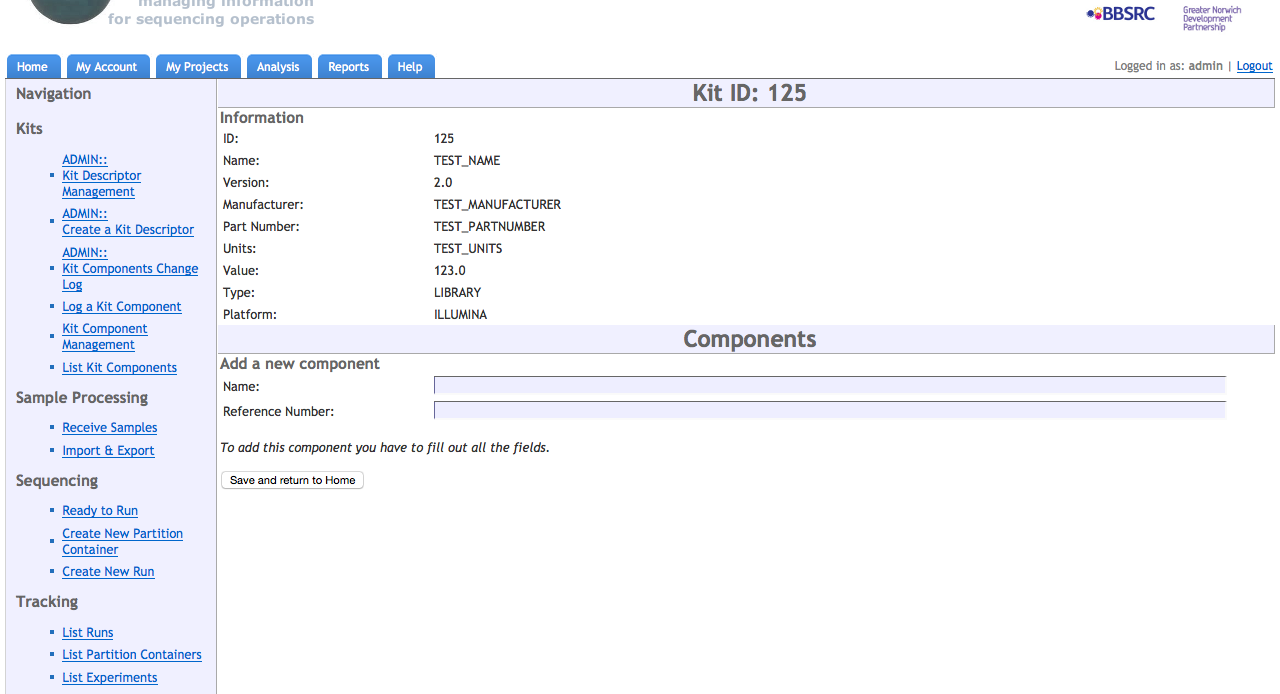 managing information
for sequencing operations
BBSRC
Greater Norwich
Development
Partnership
Home
My Account
My Projects
Analysis
Reports
Help
Logged in as: admin | Logout
Navigation
Kits
ADMIN::
Kit Descriptor
Management
ADMIN::
Create a Kit Descriptor
ADMIN::
Kit Components Change
Log
Log a Kit Component
Kit Component
Management
List Kit Components
Sample Processing
Receive Samples
Import & Export
Sequencing
Ready to Run
Create New Partition
Container
Create New Run
Tracking
List Runs
List Partition Containers
List Experiments
Kit ID: 125
Information
ID: 125
Name: TEST_NAME
Version: 2.0
Manufacturer: TEST_MANUFACTURER
Part Number: TEST_PARTNUMBER
Units: TEST_UNITS
Value: 123.0
Type: LIBRARY
Platform: ILLUMINA
Components
Add a new component
Name:
Reference Number:
To add this component you have to fill out all the fields.
Save and return to Home